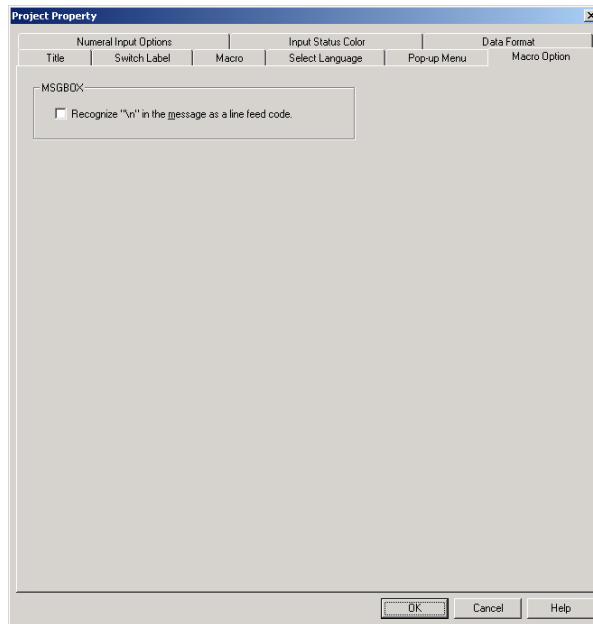 Project Property
Numeral Input Options Input Status Color Data Format
Title Switch Label Macro Select Language Pop-up Menu Macro Option
MSGBOX
Recognize "\n" in the message as a line feed code.
OK Cancel Help